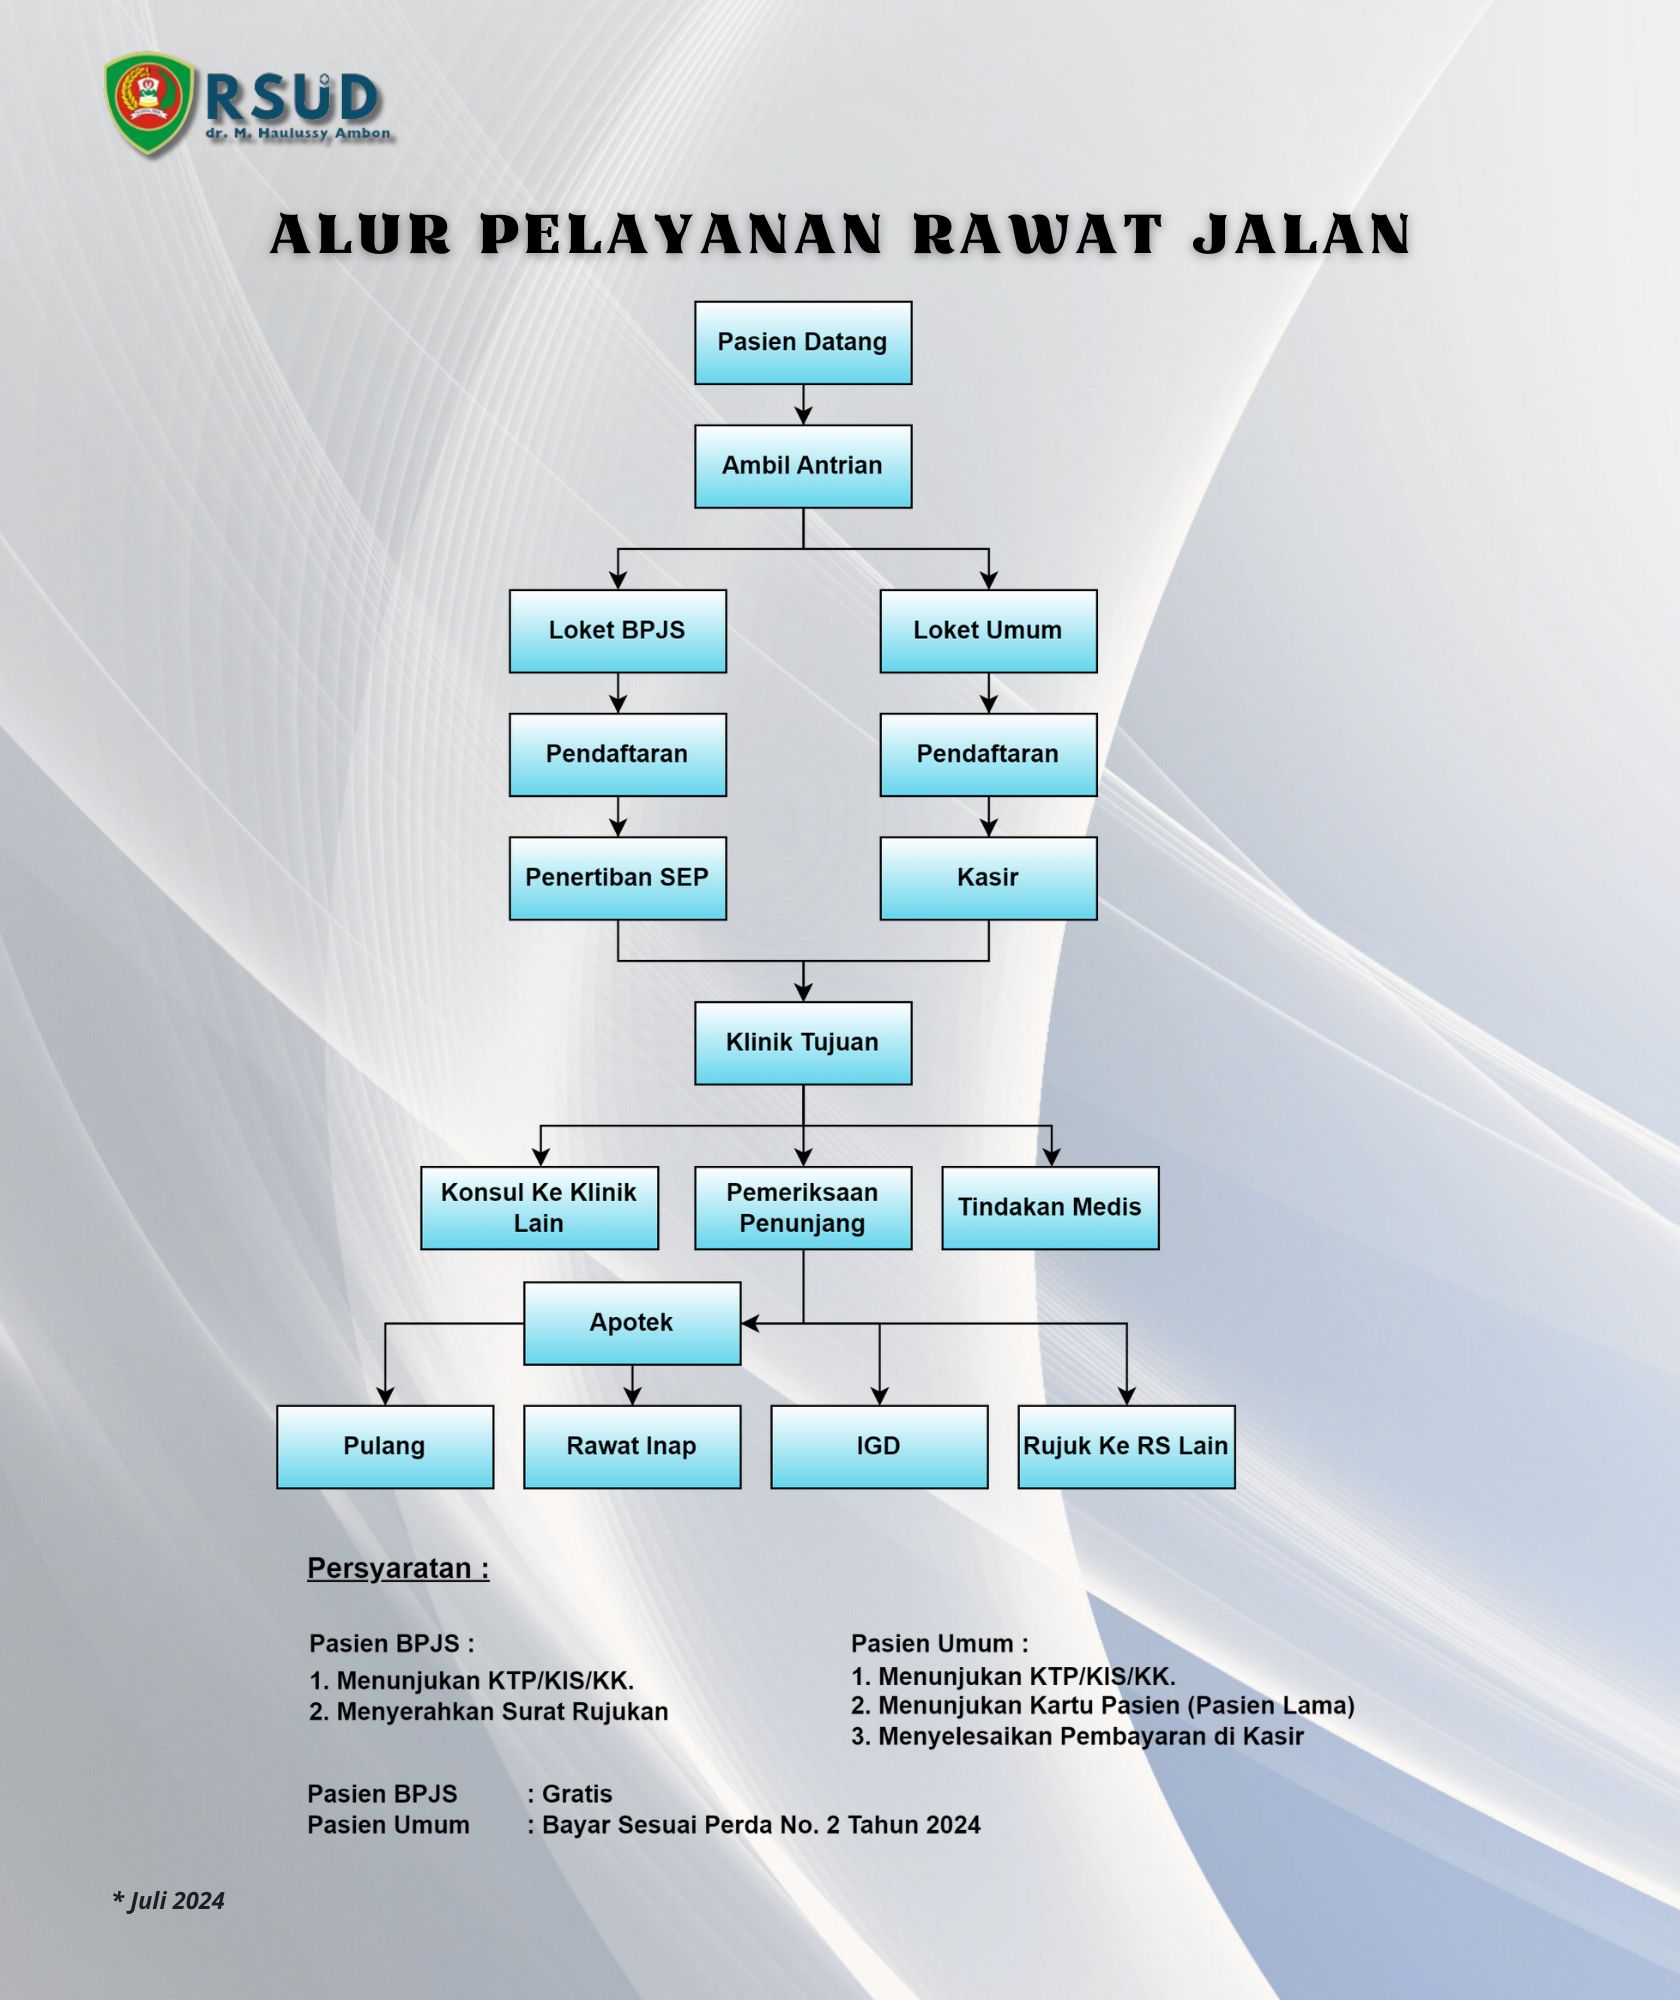 RSUD
dr. M. Haulussy Ambon
ALUR PELAYANAN RAWAT JALAN
Pasien Datang
Ambil Antrian
Loket BPJS
Loket Umum
Pendaftaran
Pendaftaran
Penertiban SEP
Kasir
Klinik Tujuan
Konsul Ke Klinik
Lain
Pemeriksaan
Penunjang
Tindakan Medis
Apotek
Pulang
Rawat Inap
IGD
Rujuk Ke RS Lain
Persyaratan :
Pasien BPJS :
1. Menunjukan KTP/KIS/KK.
2. Menyerahkan Surat Rujukan
Pasien Umum :
1. Menunjukan KTP/KIS/KK.
2. Menunjukan Kartu Pasien (Pasien Lama)
3. Menyelesaikan Pembayaran di Kasir
Pasien BPJS : Gratis
Pasien Umum : Bayar Sesuai Perda No. 2 Tahun 2024
* Juli 2024